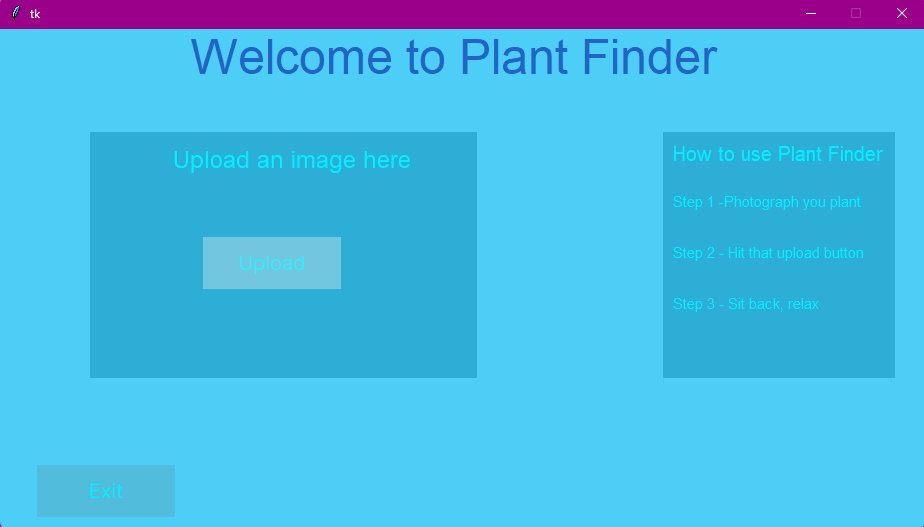 tk
Welcome to Plant Finder
Upload an image here
Upload
How to use Plant Finder
Step 1 -Photograph you plant
Step 2 - Hit that upload button
Step 3 - Sit back, relax
Exit